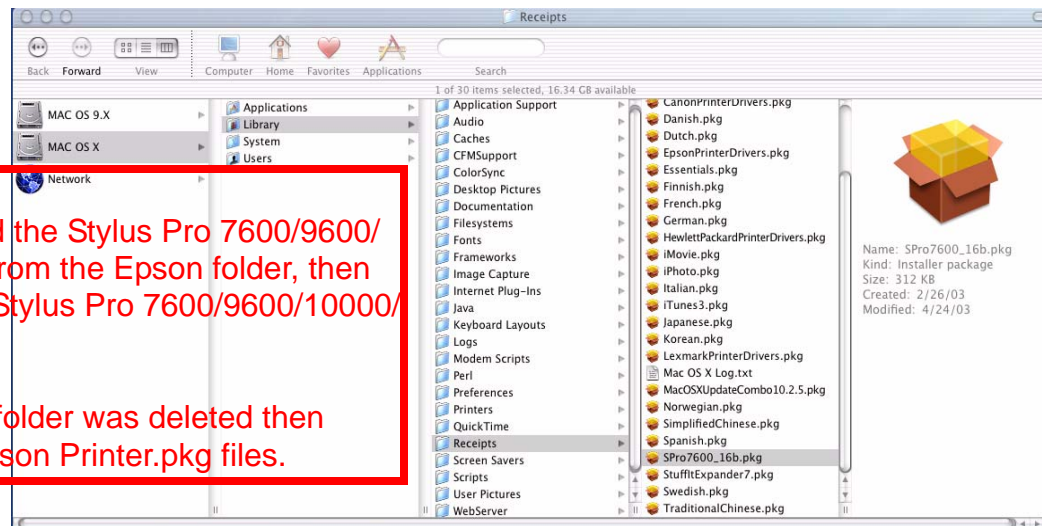 Receipts
Back Forward View Computer Home Favorites Applications Search
1 of 30 items selected, 16.34 GB available
MAC OS 9.X
MAC OS X
Network
Applications
Library
System
Users
Application Support
Audio
Caches
CFMSupport
ColorSync
Desktop Pictures
Documentation
Filesystems
Fonts
Frameworks
Image Capture
Internet Plug-Ins
Java
Keyboard Layouts
Logs
Modem Scripts
Perl
Preferences
Printers
QuickTime
Receipts
Screen Savers
Scripts
User Pictures
WebServer
CanonPrinterDrivers.pkg
Danish.pkg
Dutch.pkg
EpsonPrinterDrivers.pkg
Essentials.pkg
Finnish.pkg
French.pkg
German.pkg
HewlettPackardPrinterDrivers.pkg
iMovie.pkg
iPhoto.pkg
Italian.pkg
iTunes3.pkg
Japanese.pkg
Korean.pkg
LexmarkPrinterDrivers.pkg
Mac OS X Log.txt
MacOSXUpdateCombo10.2.5.pkg
Norwegian.pkg
SimplifiedChinese.pkg
Spanish.pkg
SPro7600_16b.pkg
StuffItExpander7.pkg
Swedish.pkg
TraditionalChinese.pkg
Name: SPro7600_16b.pkg
Kind: Installer package
Size: 312 KB
Created: 2/26/03
Modified: 4/24/03
the Stylus Pro 7600/9600/
rom the Epson folder, then
Stylus Pro 7600/9600/10000/
folder was deleted then
son Printer.pkg files.